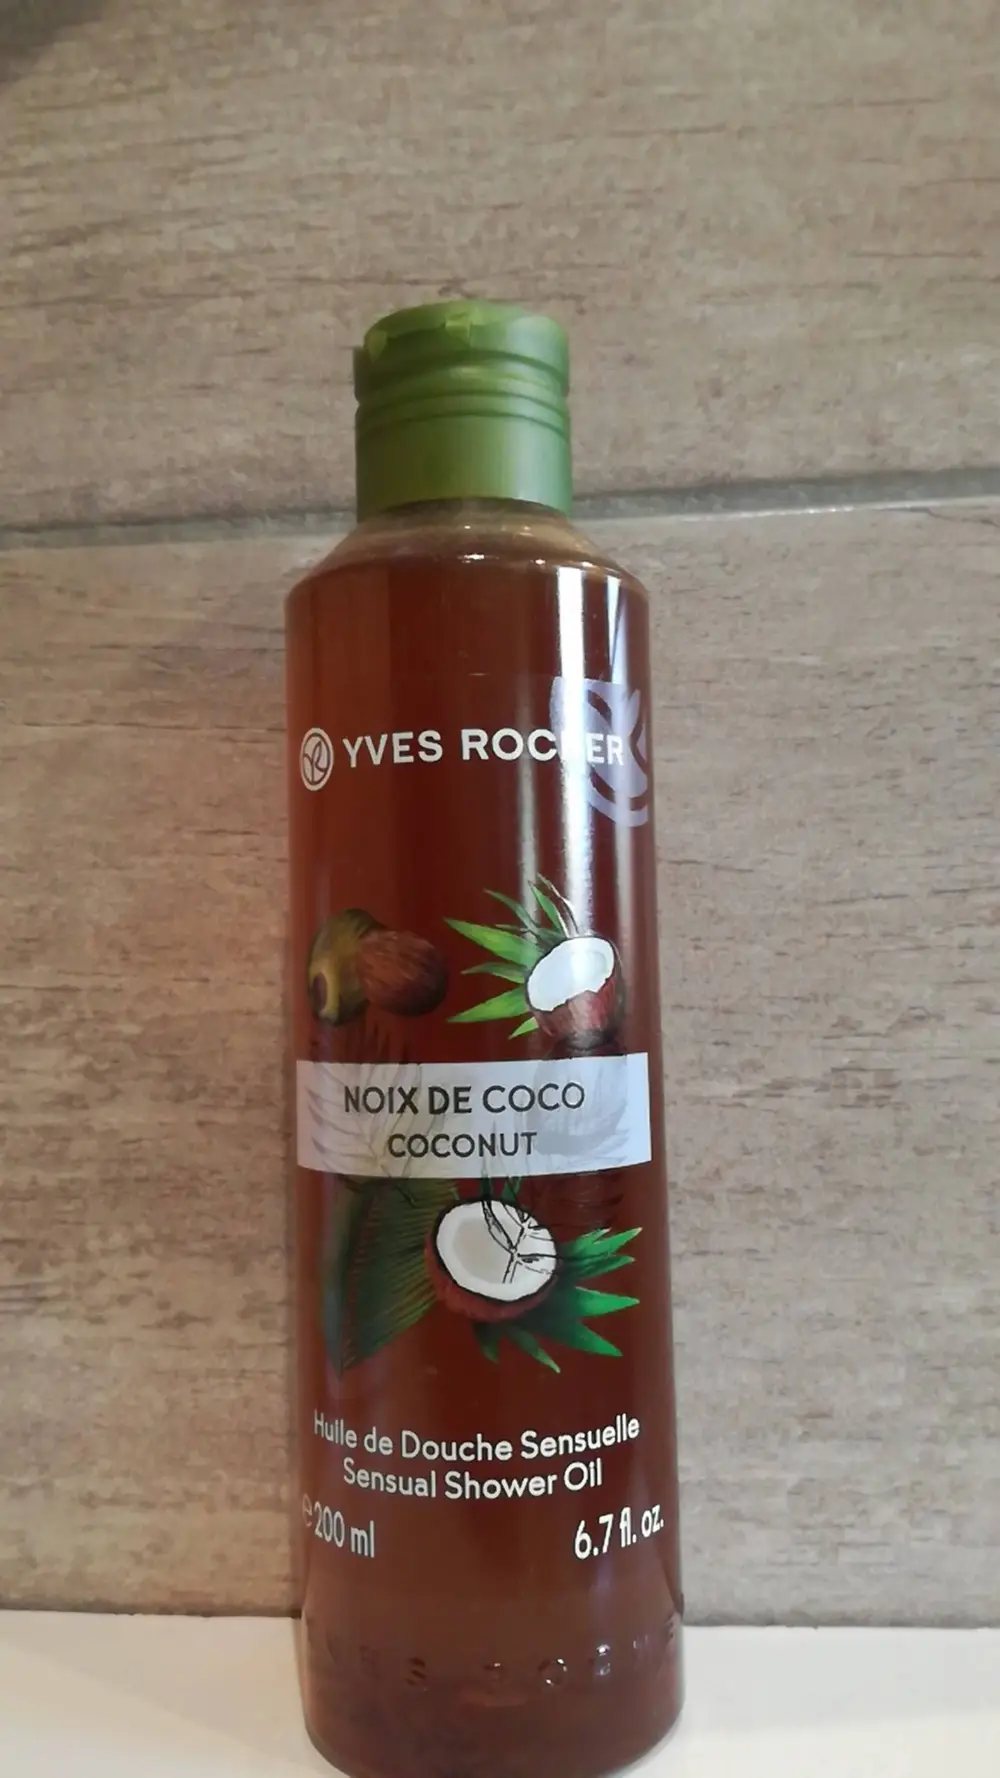 YVES ROCHER
NOIX DE COCO
COCONUT
Huile de Douche Sensuelle
Sensual Shower Oil
e 200 ml 6.7 fl. oz.